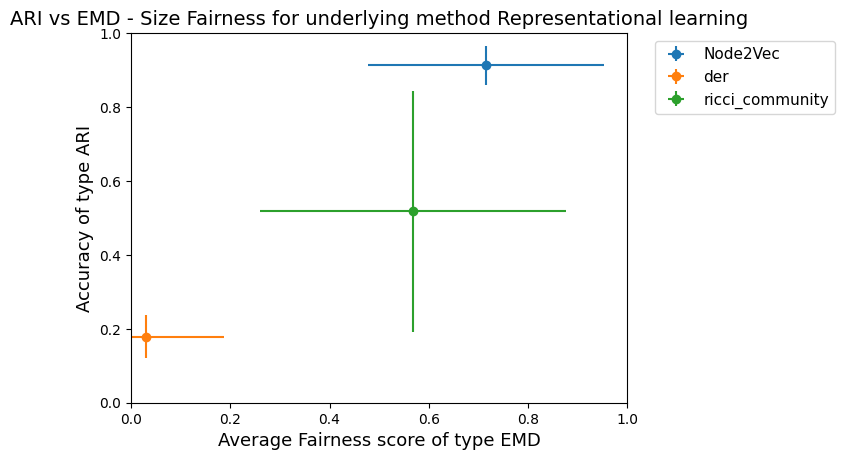 ARI vs EMD - Size Fairness for underlying method Representational learning
1.0
0.8
0.6
0.4
0.2
0.0
Accuracy of type ARI
0.0 0.2 0.4 0.6 0.8 1.0
Average Fairness score of type EMD
Node2Vec
der
ricci_community